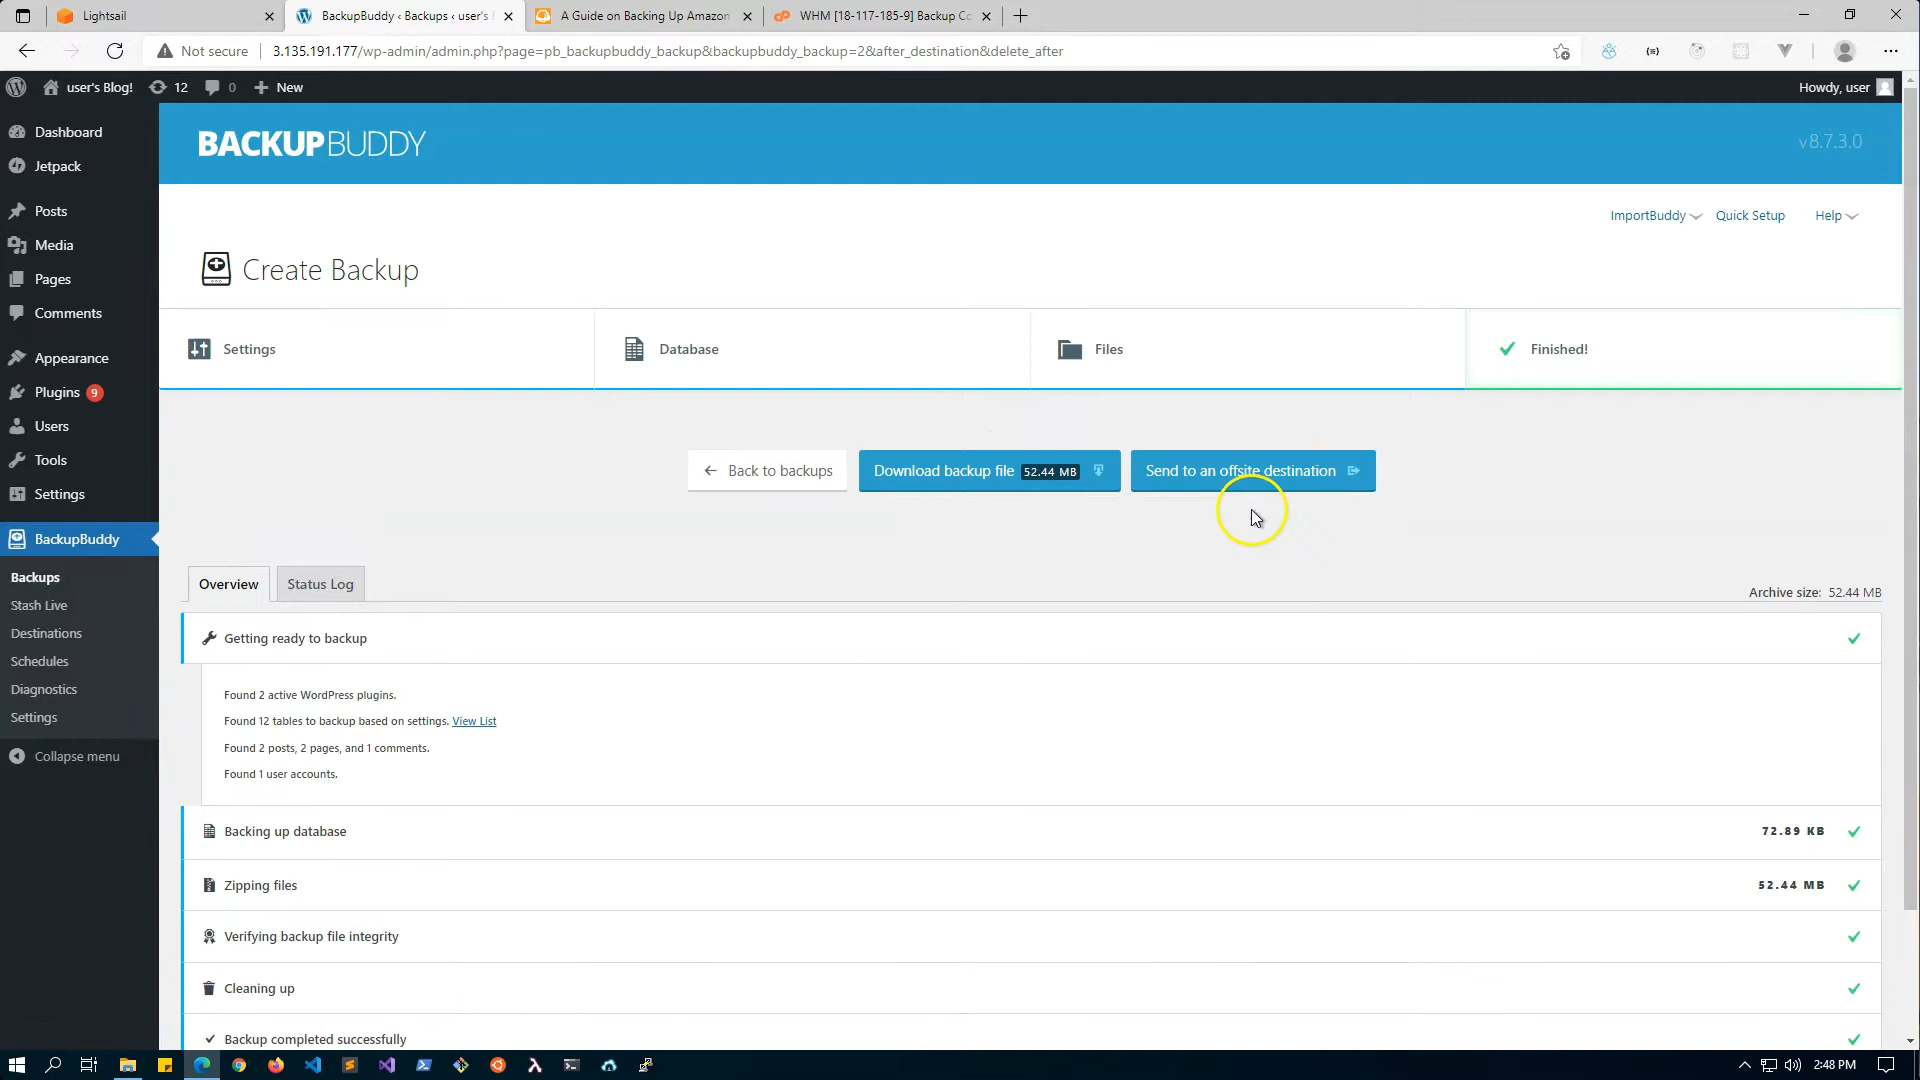 Lightsail
BackupBuddy ‹ Backups ‹ user's
A Guide on Backing Up Amazon
WHM [18-117-185-9] Backup Co
Not secure
3.135.191.177/wp-admin/admin.php?page=pb_backupbuddy_backup&backupbuddy_backup=2&after_destination&delete_after
user's Blog!
12
0
New
Howdy, user
Dashboard
Jetpack
Posts
Media
Pages
Comments
Appearance
Plugins 9
Users
Tools
Settings
BackupBuddy
Backups
Stash Live
Destinations
Schedules
Diagnostics
Settings
Collapse menu
BACKUPBUDDY
v8.7.3.0
ImportBuddy
Quick Setup
Help
Create Backup
Settings
Database
Files
Finished!
Back to backups
Download backup file 52.44 MB
Send to an offsite destination
Overview
Status Log
Archive size: 52.44 MB
Getting ready to backup
Found 2 active WordPress plugins.
Found 12 tables to backup based on settings. View List
Found 2 posts, 2 pages, and 1 comments.
Found 1 user accounts.
Backing up database
72.89 KB
Zipping files
52.44 MB
Verifying backup file integrity
Cleaning up
Backup completed successfully
2:48 PM